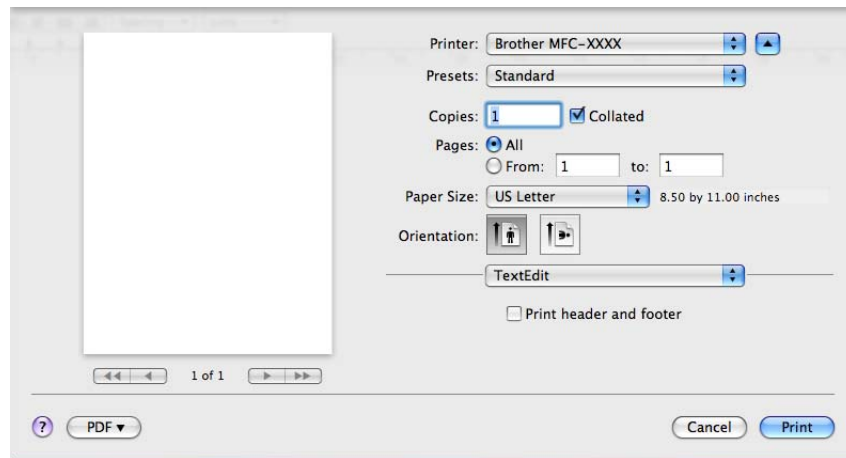 Printer: Brother MFC-XXXX
Presets: Standard
Copies: 1 Collated
Pages: All
From: 1 to: 1
Paper Size: US Letter 8.50 by 11.00 inches
Orientation:
TextEdit
Print header and footer
1 of 1
? PDF ▼ Cancel Print